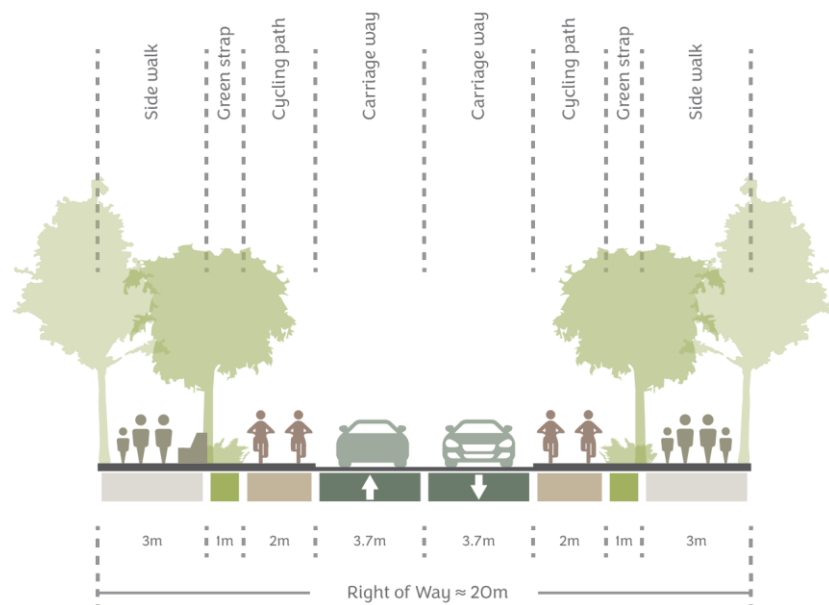 Side walk
Green strap
Cycling path
Carriage way
Carriage way
Cycling path
Green strap
Side walk
3m
1m
2m
3.7m
3.7m
2m
1m
3m
Right of Way ≈ 20m